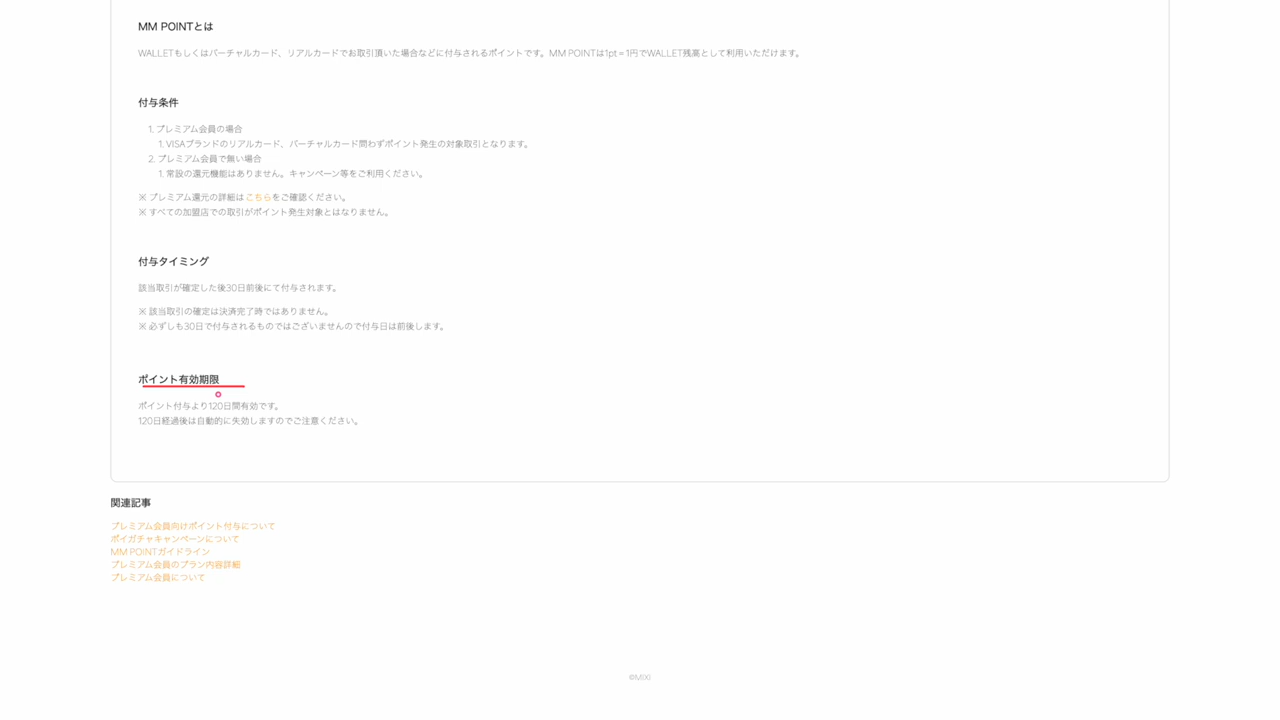 MM POINTとは
WALLETもしくはバーチャルカード、リアルカードでお取引頂いた場合などに付与されるポイントです。MM POINTは1pt＝1円でWALLET残高として利用いただけます。
付与条件
1. プレミアム会員の場合
1. VISAブランドのリアルカード、バーチャルカード問わずポイント発生の対象取引となります。
2. プレミアム会員で無い場合
1. 常設の還元機能はありません。キャンペーン等をご利用ください。
※ プレミアム還元の詳細はこちらをご確認ください。
※ すべての加盟店での取引がポイント発生対象とはなりません。
付与タイミング
該当取引が確定した後30日前後にて付与されます。
※ 該当取引の確定は決済完了時ではありません。
※ 必ずしも30日で付与されるものではございませんので付与日は前後します。
ポイント有効期限
ポイント付与より120日間有効です。
120日経過後は自動的に失効しますのでご注意ください。
関連記事
プレミアム会員向けポイント付与について
ポイガチャキャンペーンについて
MM POINTガイドライン
プレミアム会員のプラン内容詳細
プレミアム会員について
©MIXI